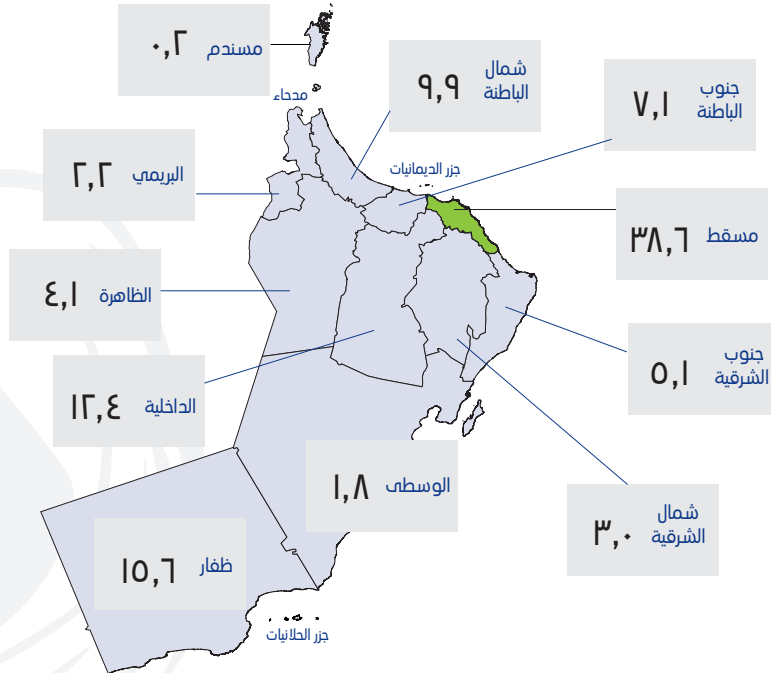 مسندم ٠,٢
شمال الباطنة ٩,٩
جنوب الباطنة ٧,١
مدحاء
جزر الديمانيات
البريمي ٢,٢
مسقط ٣٨,٦
الظاهرة ٤,١
جنوب الشرقية ٥,١
الداخلية ١٢,٤
الوسطى ١,٨
شمال الشرقية ٣,٠
ظفار ١٥,٦
جزر الحلانيات